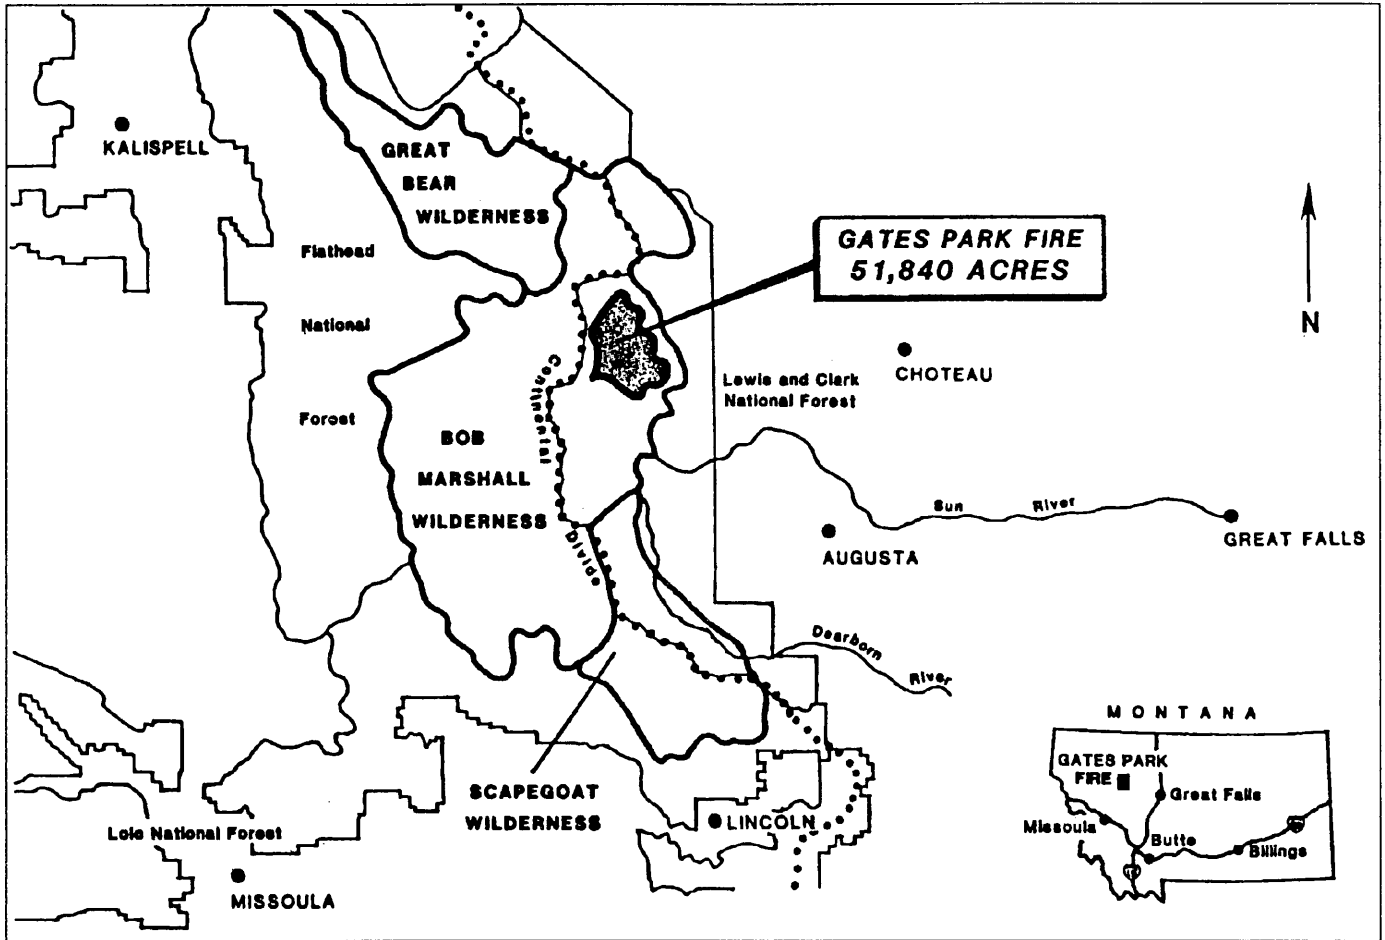 KALISPELL
GREAT
BEAR
WILDERNESS
Flathead
National
Forest
GATES PARK FIRE
51,840 ACRES
N
CHOTEAU
Lewis and Clark
National Forest
Continental
Divide
BOB
MARSHALL
WILDERNESS
Sun River
GREAT FALLS
AUGUSTA
Dearborn
River
SCAPEGOAT
WILDERNESS
LINCOLN
Lolo National Forest
MISSOULA
MONTANA
GATES PARK
FIRE
Great Falls
Missoula
Butte
Billings